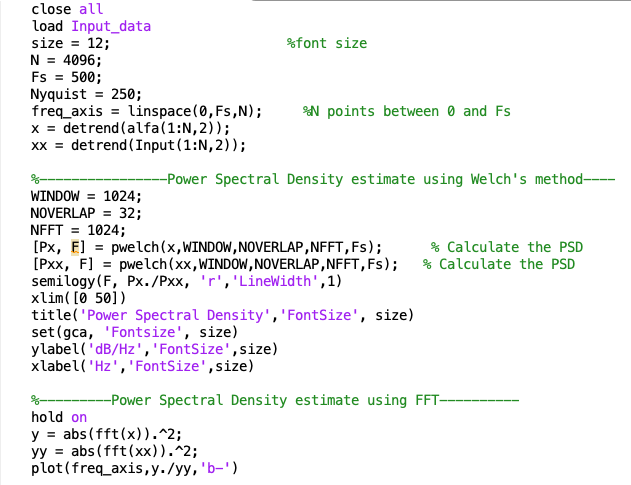 close all
load Input_data
size = 12; %font size
N = 4096;
Fs = 500;
Nyquist = 250;
freq_axis = linspace(0,Fs,N); %N points between 0 and Fs
x = detrend(alfa(1:N,2));
xx = detrend(Input(1:N,2));
%----------------Power Spectral Density estimate using Welch's method----
WINDOW = 1024;
NOVERLAP = 32;
NFFT = 1024;
[Px, F] = pwelch(x,WINDOW,NOVERLAP,NFFT,Fs); % Calculate the PSD
[Pxx, F] = pwelch(xx,WINDOW,NOVERLAP,NFFT,Fs); % Calculate the PSD
semilogy(F, Px./Pxx, 'r','LineWidth',1)
xlim([0 50])
title('Power Spectral Density','FontSize', size)
set(gca, 'Fontsize', size)
ylabel('dB/Hz','FontSize',size)
xlabel('Hz','FontSize',size)
%---------Power Spectral Density estimate using FFT----------
hold on
y = abs(fft(x)).^2;
yy = abs(fft(xx)).^2;
plot(freq_axis,y./yy,'b-')